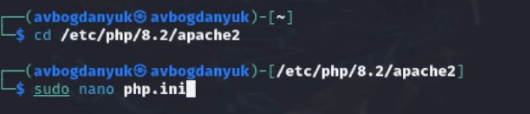 ┌──(avbogdanyuk㉿avbogdanyuk)-[~]
└─$ cd /etc/php/8.2/apache2
┌──(avbogdanyuk㉿avbogdanyuk)-[/etc/php/8.2/apache2]
└─$ sudo nano php.ini